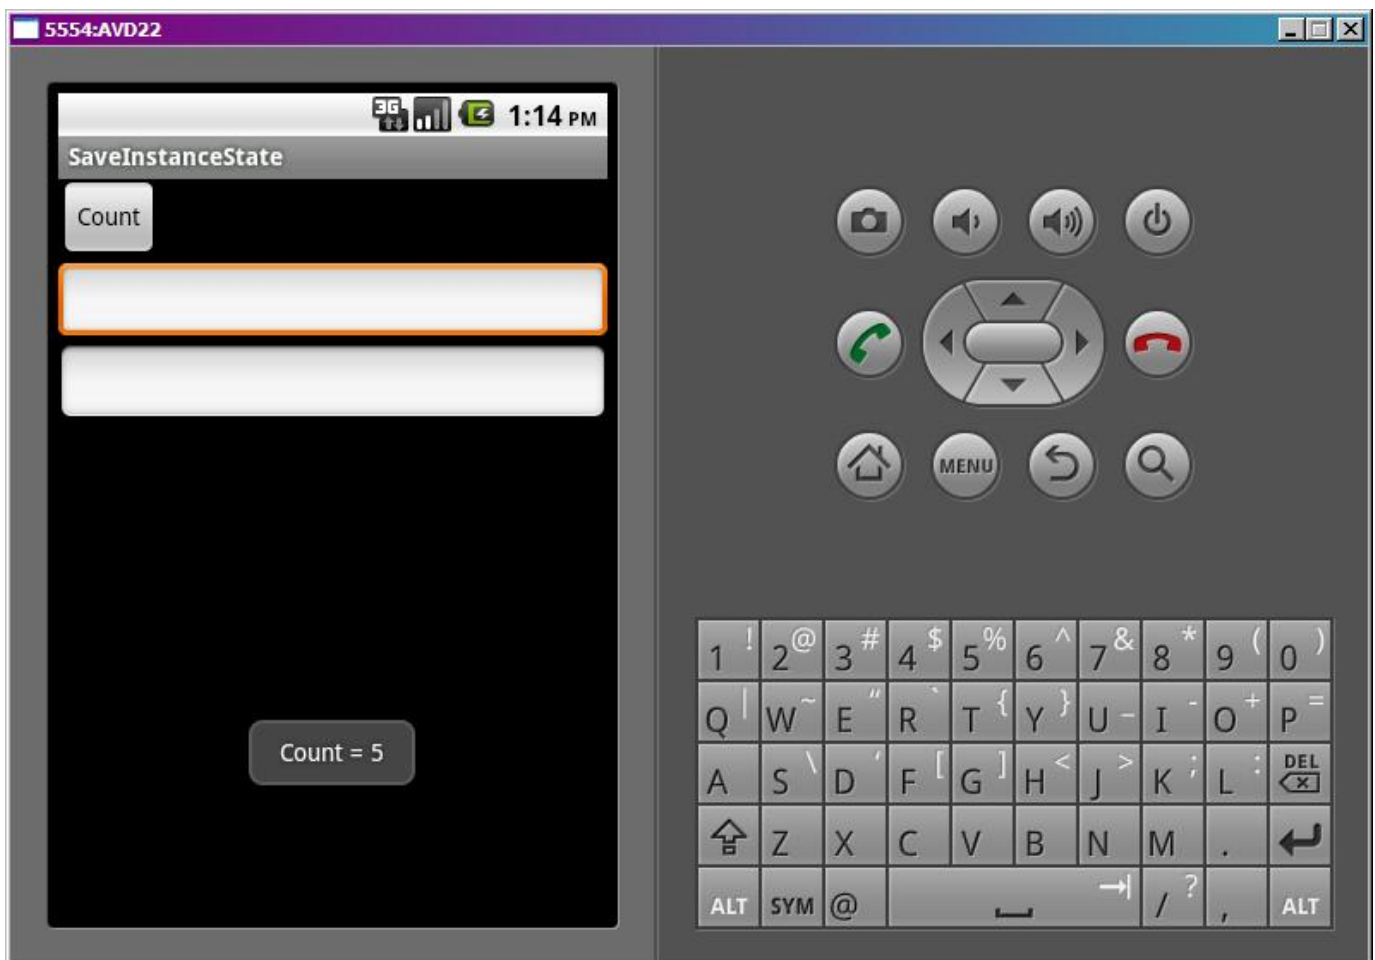 5554:AVD22
3G 1:14 PM
SaveInstanceState
Count
Count = 5
MENU
1 ! 2 @ 3 # 4 $ 5 % 6 ^ 7 & 8 * 9 ( 0 )
Q | W ~ E " R ` T { Y } U _ I - O + P =
A S \ D ' F [ G ] H < J > K ; L : DEL
Z X C V B N M .
ALT SYM @ / ? , ALT